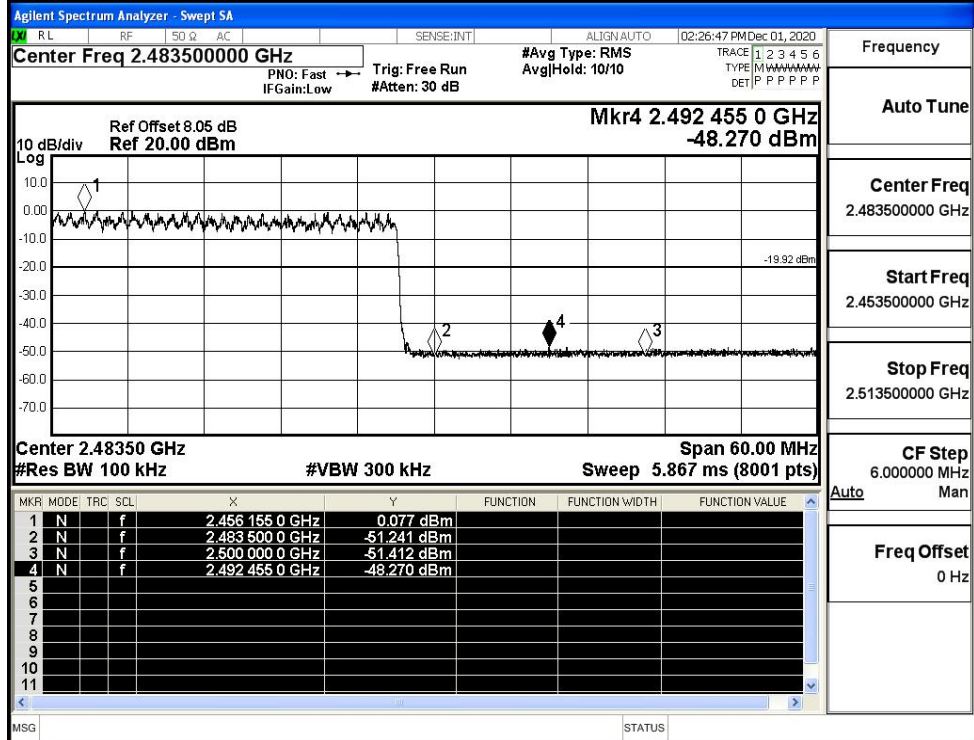 Agilent Spectrum Analyzer - Swept SA
LXI RL RF 50 Ω AC SENSE:INT ALIGN AUTO 02:26:47 PM Dec 01, 2020
Center Freq 2.483500000 GHz
PNO: Fast
IFGain:Low
Trig: Free Run
#Atten: 30 dB
#Avg Type: RMS
Avg|Hold: 10/10
TRACE 1 2 3 4 5 6
TYPE M W W W W W
DET P P P P P P
Ref Offset 8.05 dB
10 dB/div Ref 20.00 dBm
Log
Mkr4 2.492 455 0 GHz
-48.270 dBm
10.0
0.00
-10.0
-20.0
-30.0
-40.0
-50.0
-60.0
-70.0
1
2
4
3
-19.92 dBm
Center 2.48350 GHz Span 60.00 MHz
#Res BW 100 kHz #VBW 300 kHz Sweep 5.867 ms (8001 pts)
MKR MODE TRC SCL X Y FUNCTION FUNCTION WIDTH FUNCTION VALUE
1 N f 2.456 155 0 GHz 0.077 dBm
2 N f 2.483 500 0 GHz -51.241 dBm
3 N f 2.500 000 0 GHz -51.412 dBm
4 N f 2.492 455 0 GHz -48.270 dBm
5
6
7
8
9
10
11
MSG STATUS
Frequency
Auto Tune
Center Freq
2.483500000 GHz
Start Freq
2.453500000 GHz
Stop Freq
2.513500000 GHz
CF Step
6.000000 MHz
Auto Man
Freq Offset
0 Hz